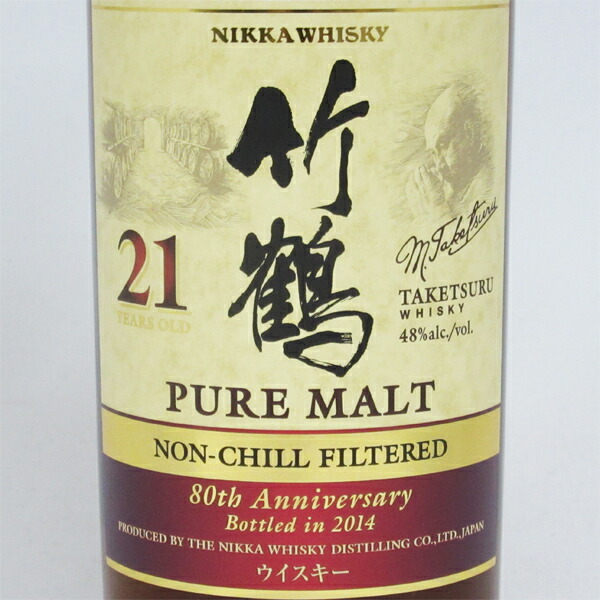 NIKKA WHISKY
竹鶴
21
YEARS OLD
M. Taketsuru
TAKETSURU
WHISKY
48%alc./vol.
PURE MALT
NON-CHILL FILTERED
80th Anniversary
Bottled in 2014
PRODUCED BY THE NIKKA WHISKY DISTILLING CO.,LTD.,JAPAN
ウイスキー